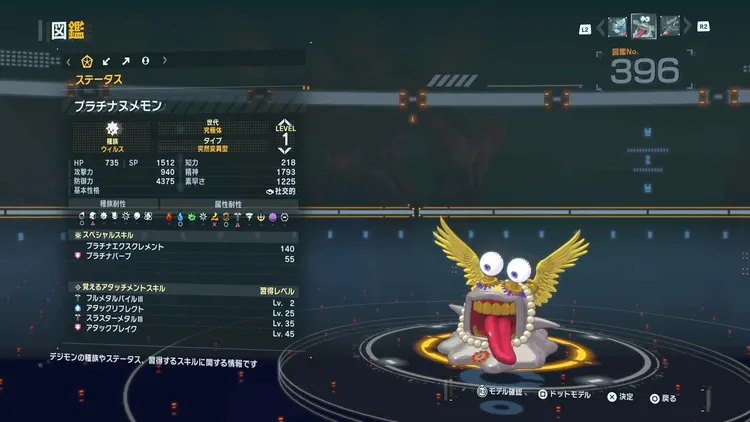 図鑑
L2
R2
図鑑No.
396
ステータス
プラチナヌメモン
種族
ウイルス
世代
究極体
タイプ
突然変異型
LEVEL
1
HP 735 SP 1512 知力 218
攻撃力 940 精神 1793
防御力 4375 素早さ 1225
基本性格 社交的
種族耐性 属性耐性
スペシャルスキル
プラチナエクスクレメント 140
プラチナバーブ 55
覚えるアタッチメントスキル 習得レベル
フルメタルパイルIII Lv. 2
アタックリフレクト Lv. 25
スラスターメタルIII Lv. 35
アタックブレイク Lv. 45
デジモンの種族やステータス、習得するスキルに関する情報です
R3 モデル確認 ドットモデル 決定 戻る